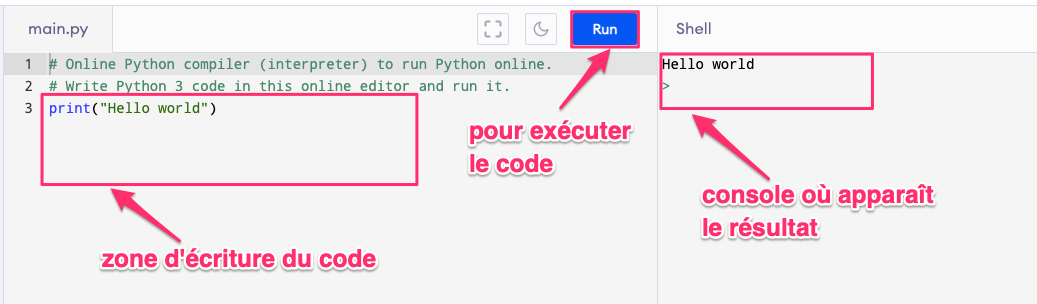 main.py
Run
Shell
1 # Online Python compiler (interpreter) to run Python online.
2 # Write Python 3 code in this online editor and run it.
3 print("Hello world")
Hello world
>
pour exécuter
le code
console où apparaît
le résultat
zone d'écriture du code